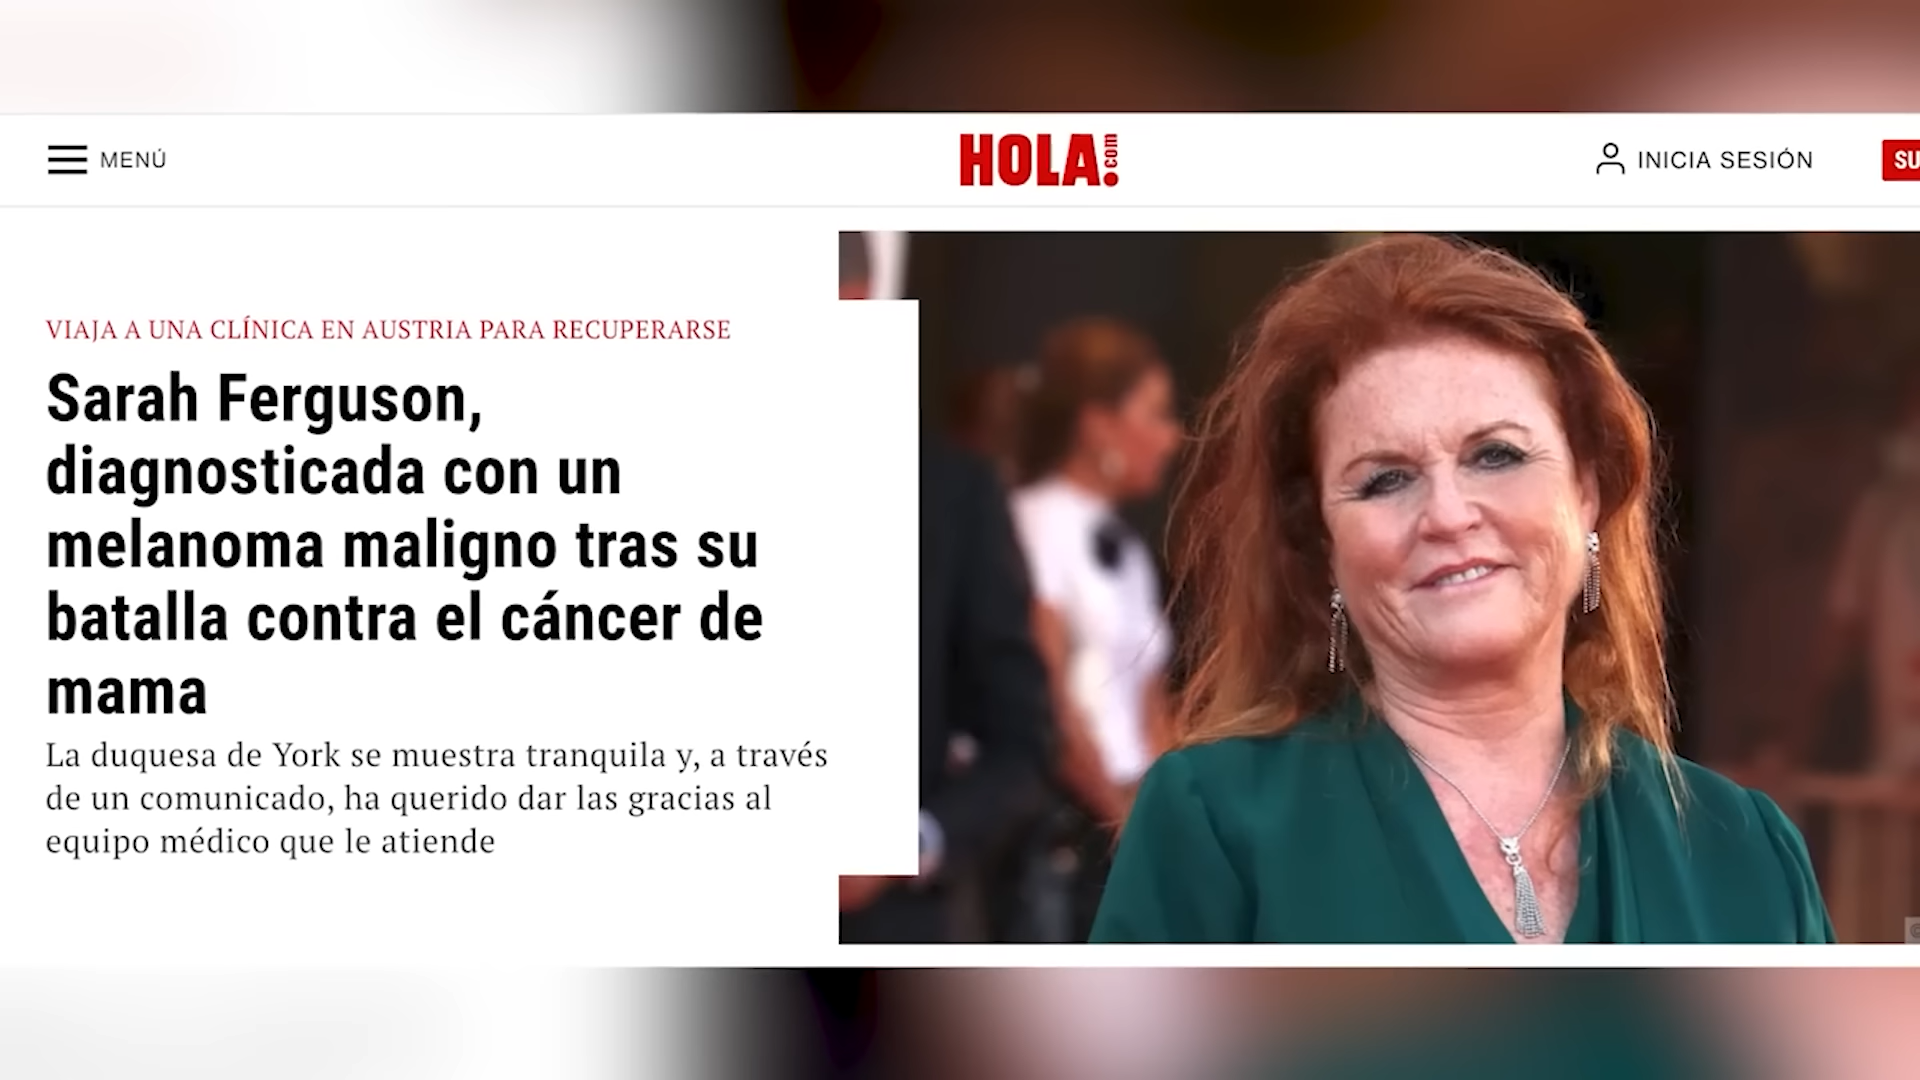 MENÚ
HOLA!.com
INICIA SESIÓN
SU
VIAJA A UNA CLÍNICA EN AUSTRIA PARA RECUPERARSE
Sarah Ferguson,
diagnosticada con un
melanoma maligno tras su
batalla contra el cáncer de
mama
La duquesa de York se muestra tranquila y, a través
de un comunicado, ha querido dar las gracias al
equipo médico que le atiende